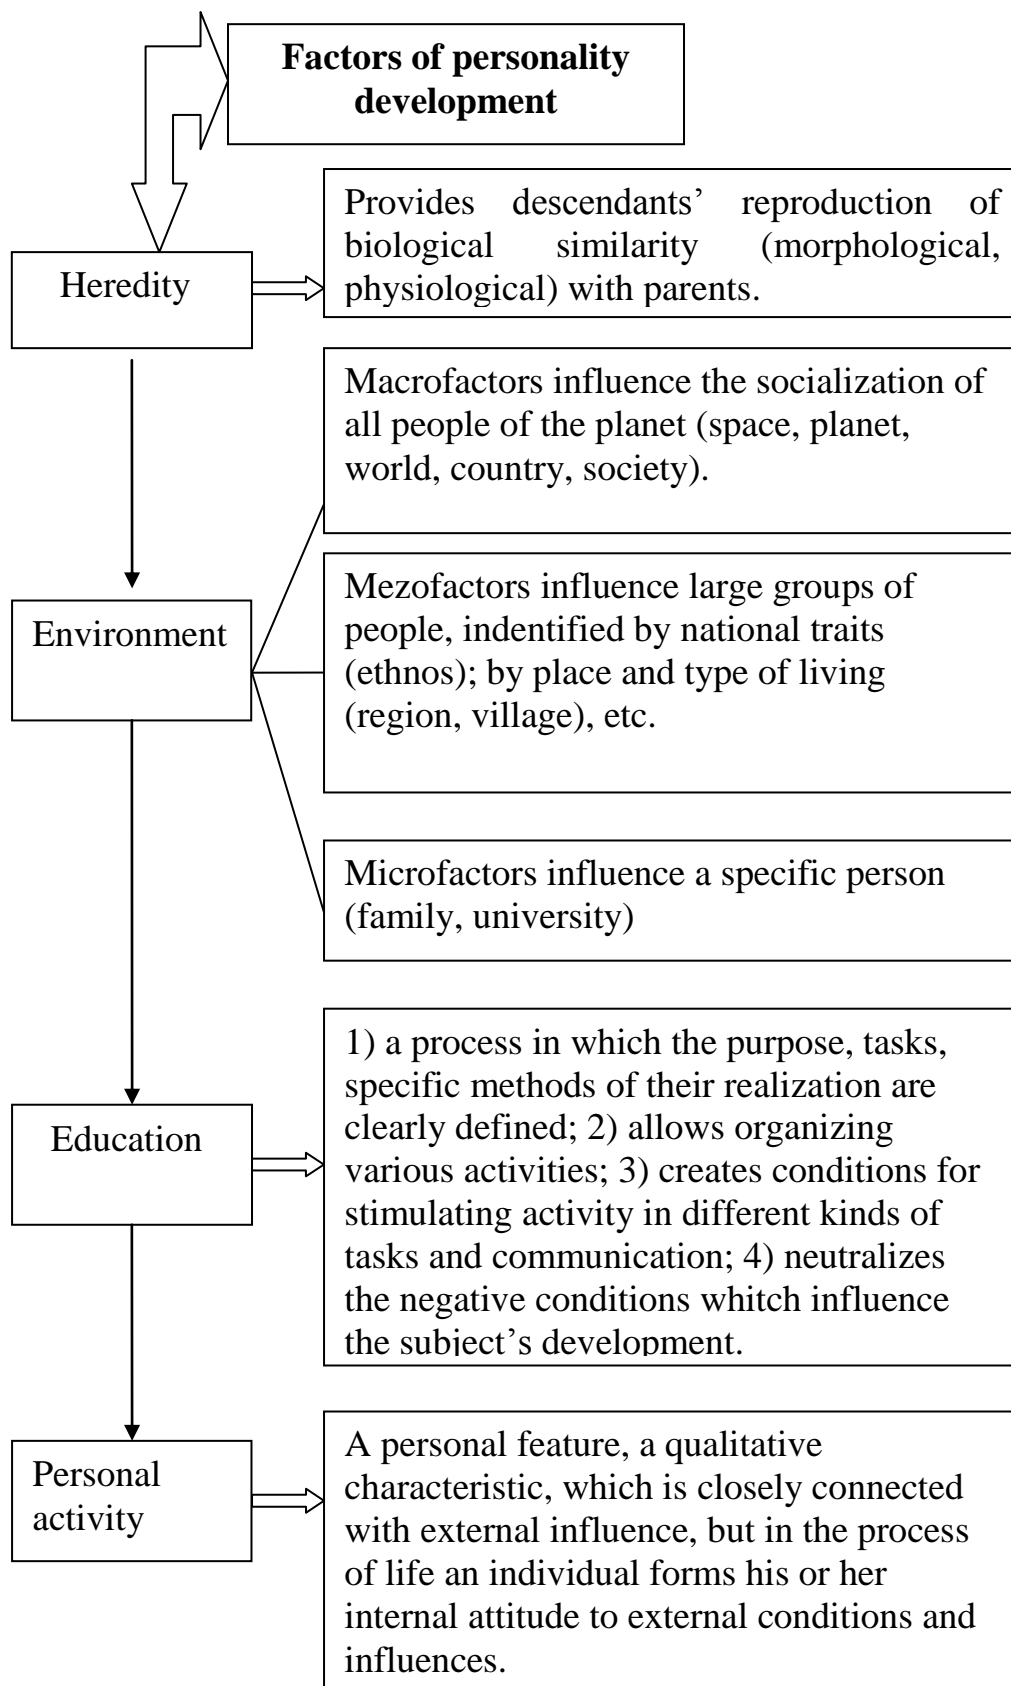 Factors of personality
development
Heredity
Provides descendants’ reproduction of
biological similarity (morphological,
physiological) with parents.
Macrofactors influence the socialization of
all people of the planet (space, planet,
world, country, society).
Environment
Mezofactors influence large groups of
people, indentified by national traits
(ethnos); by place and type of living
(region, village), etc.
Microfactors influence a specific person
(family, university)
Education
1) a process in which the purpose, tasks,
specific methods of their realization are
clearly defined; 2) allows organizing
various activities; 3) creates conditions for
stimulating activity in different kinds of
tasks and communication; 4) neutralizes
the negative conditions whitch influence
the subject’s development.
Personal
activity
A personal feature, a qualitative
characteristic, which is closely connected
with external influence, but in the process
of life an individual forms his or her
internal attitude to external conditions and
influences.